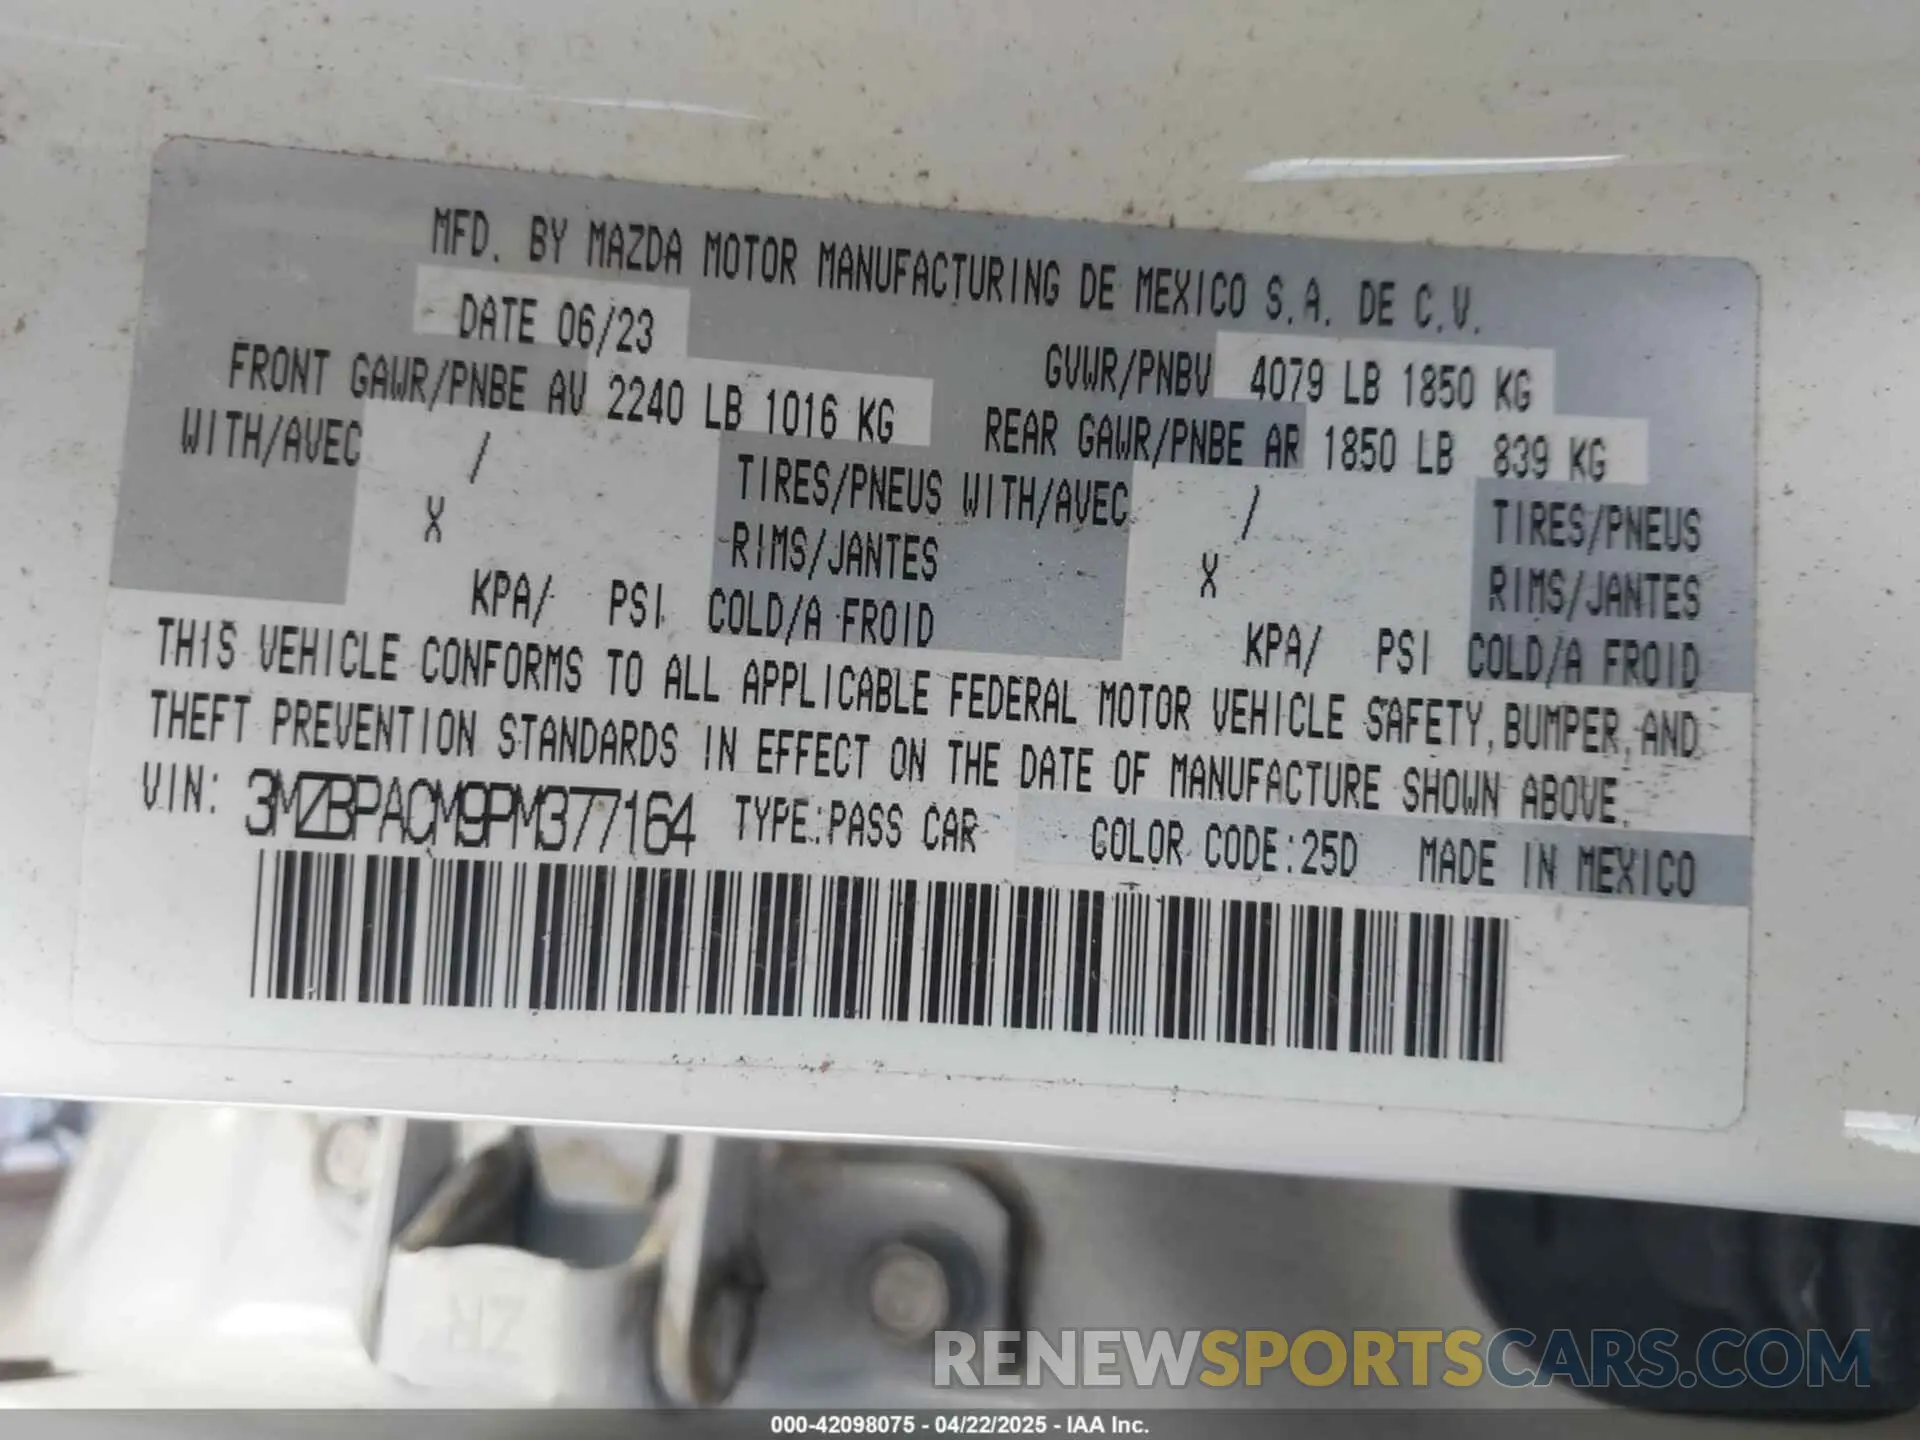 MFD. BY MAZDA MOTOR MANUFACTURING DE MEXICO S.A. DE C.V.
DATE 06/23 GVWR/PNBV 4079 LB 1850 KG
FRONT GAWR/PNBE AV 2240 LB 1016 KG REAR GAWR/PNBE AR 1850 LB 839 KG
WITH/AVEC / TIRES/PNEUS WITH/AVEC / TIRES/PNEUS
X RIMS/JANTES X RIMS/JANTES
KPA/ PSI COLD/A FROID KPA/ PSI COLD/A FROID
THIS VEHICLE CONFORMS TO ALL APPLICABLE FEDERAL MOTOR VEHICLE SAFETY, BUMPER, AND
THEFT PREVENTION STANDARDS IN EFFECT ON THE DATE OF MANUFACTURE SHOWN ABOVE.
VIN: 3MZBPACM9PM377164 TYPE:PASS CAR COLOR CODE:25D MADE IN MEXICO
ZR
RENEWSPORTSCARS.COM
000-42098075 - 04/22/2025 - IAA Inc.